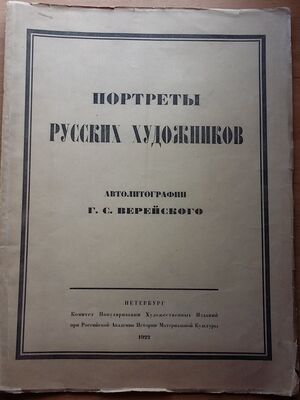 ПОРТРЕТЫ
РУССКИХ ХУДОЖНИКОВ
АВТОЛИТОГРАФИИ
Г. С. ВЕРЕЙСКОГО
ПЕТЕРБУРГ
Комитет Популяризации Художественных Изданий
при Российской Академии Истории Материальной Культуры
1922